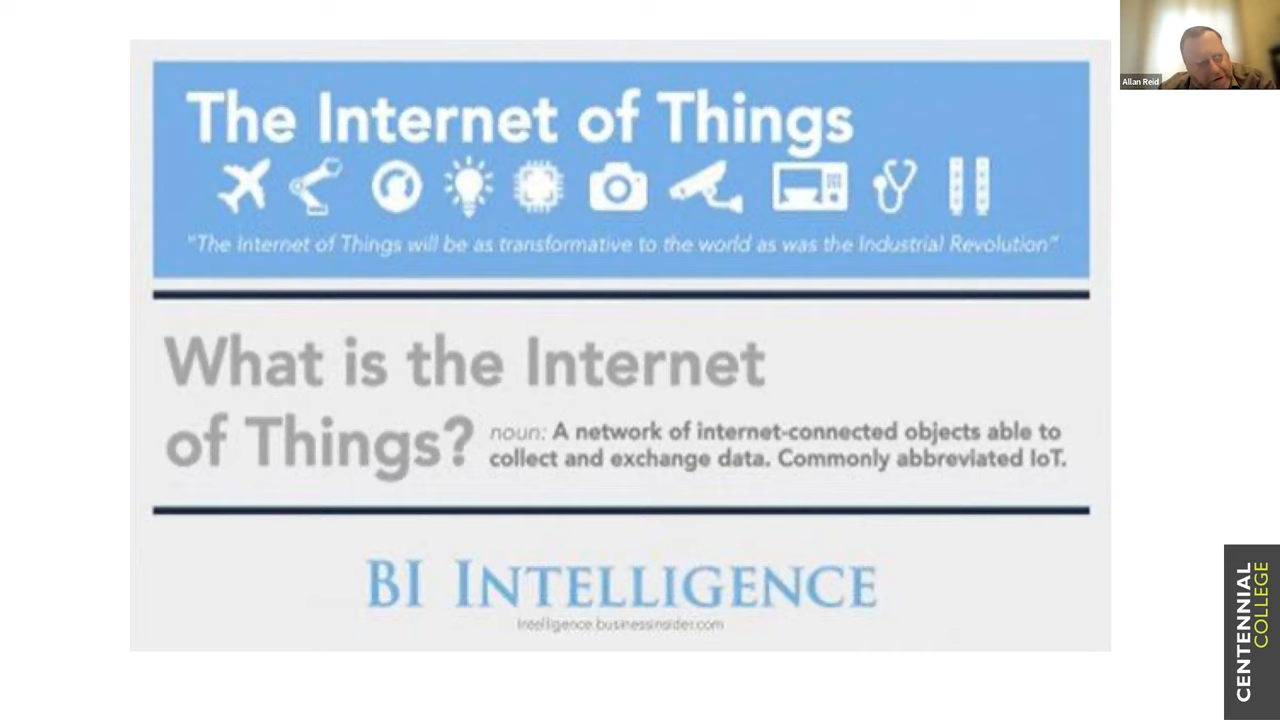 The Internet of Things
"The Internet of Things will be as transformative to the world as was the Industrial Revolution"
What is the Internet
of Things?
noun: A network of internet-connected objects able to
collect and exchange data. Commonly abbreviated IoT.
BI INTELLIGENCE
intelligence.businessinsider.com
Allan Reid
CENTENNIAL
COLLEGE